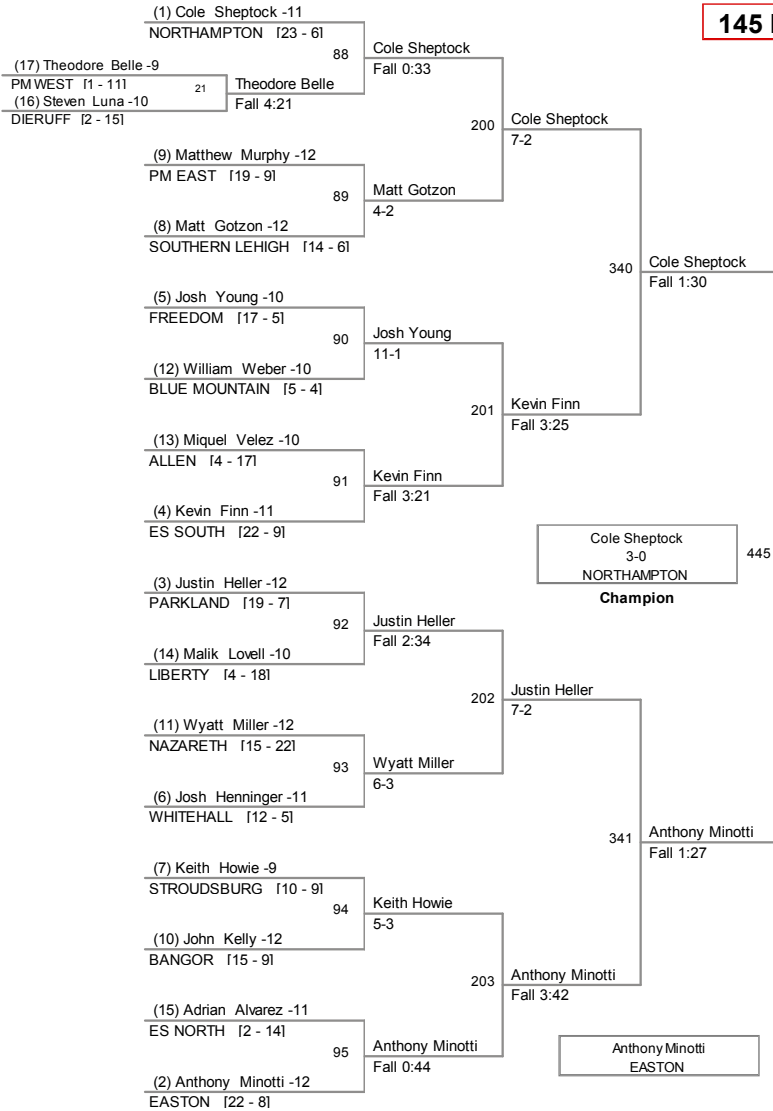 (1) Cole Sheptock -11
NORTHAMPTON [23 - 6]
145
88
Cole Sheptock
Fall 0:33
(17) Theodore Belle -9
PM WEST [1 - 11]
21
Theodore Belle
Fall 4:21
(16) Steven Luna -10
DIERUFF [2 - 15]
200
Cole Sheptock
7-2
(9) Matthew Murphy -12
PM EAST [19 - 9]
89
Matt Gotzon
4-2
(8) Matt Gotzon -12
SOUTHERN LEHIGH [14 - 6]
340
Cole Sheptock
Fall 1:30
(5) Josh Young -10
FREEDOM [17 - 5]
90
Josh Young
11-1
(12) William Weber -10
BLUE MOUNTAIN [5 - 4]
201
Kevin Finn
Fall 3:25
(13) Miquel Velez -10
ALLEN [4 - 17]
91
Kevin Finn
Fall 3:21
(4) Kevin Finn -11
ES SOUTH [22 - 9]
Cole Sheptock
3-0
NORTHAMPTON
445
Champion
(3) Justin Heller -12
PARKLAND [19 - 7]
92
Justin Heller
Fall 2:34
(14) Malik Lovell -10
LIBERTY [4 - 18]
202
Justin Heller
7-2
(11) Wyatt Miller -12
NAZARETH [15 - 22]
93
Wyatt Miller
6-3
(6) Josh Henninger -11
WHITEHALL [12 - 5]
341
Anthony Minotti
Fall 1:27
(7) Keith Howie -9
STROUDSBURG [10 - 9]
94
Keith Howie
5-3
(10) John Kelly -12
BANGOR [15 - 9]
203
Anthony Minotti
Fall 3:42
(15) Adrian Alvarez -11
ES NORTH [2 - 14]
95
Anthony Minotti
Fall 0:44
(2) Anthony Minotti -12
EASTON [22 - 8]
Anthony Minotti
EASTON